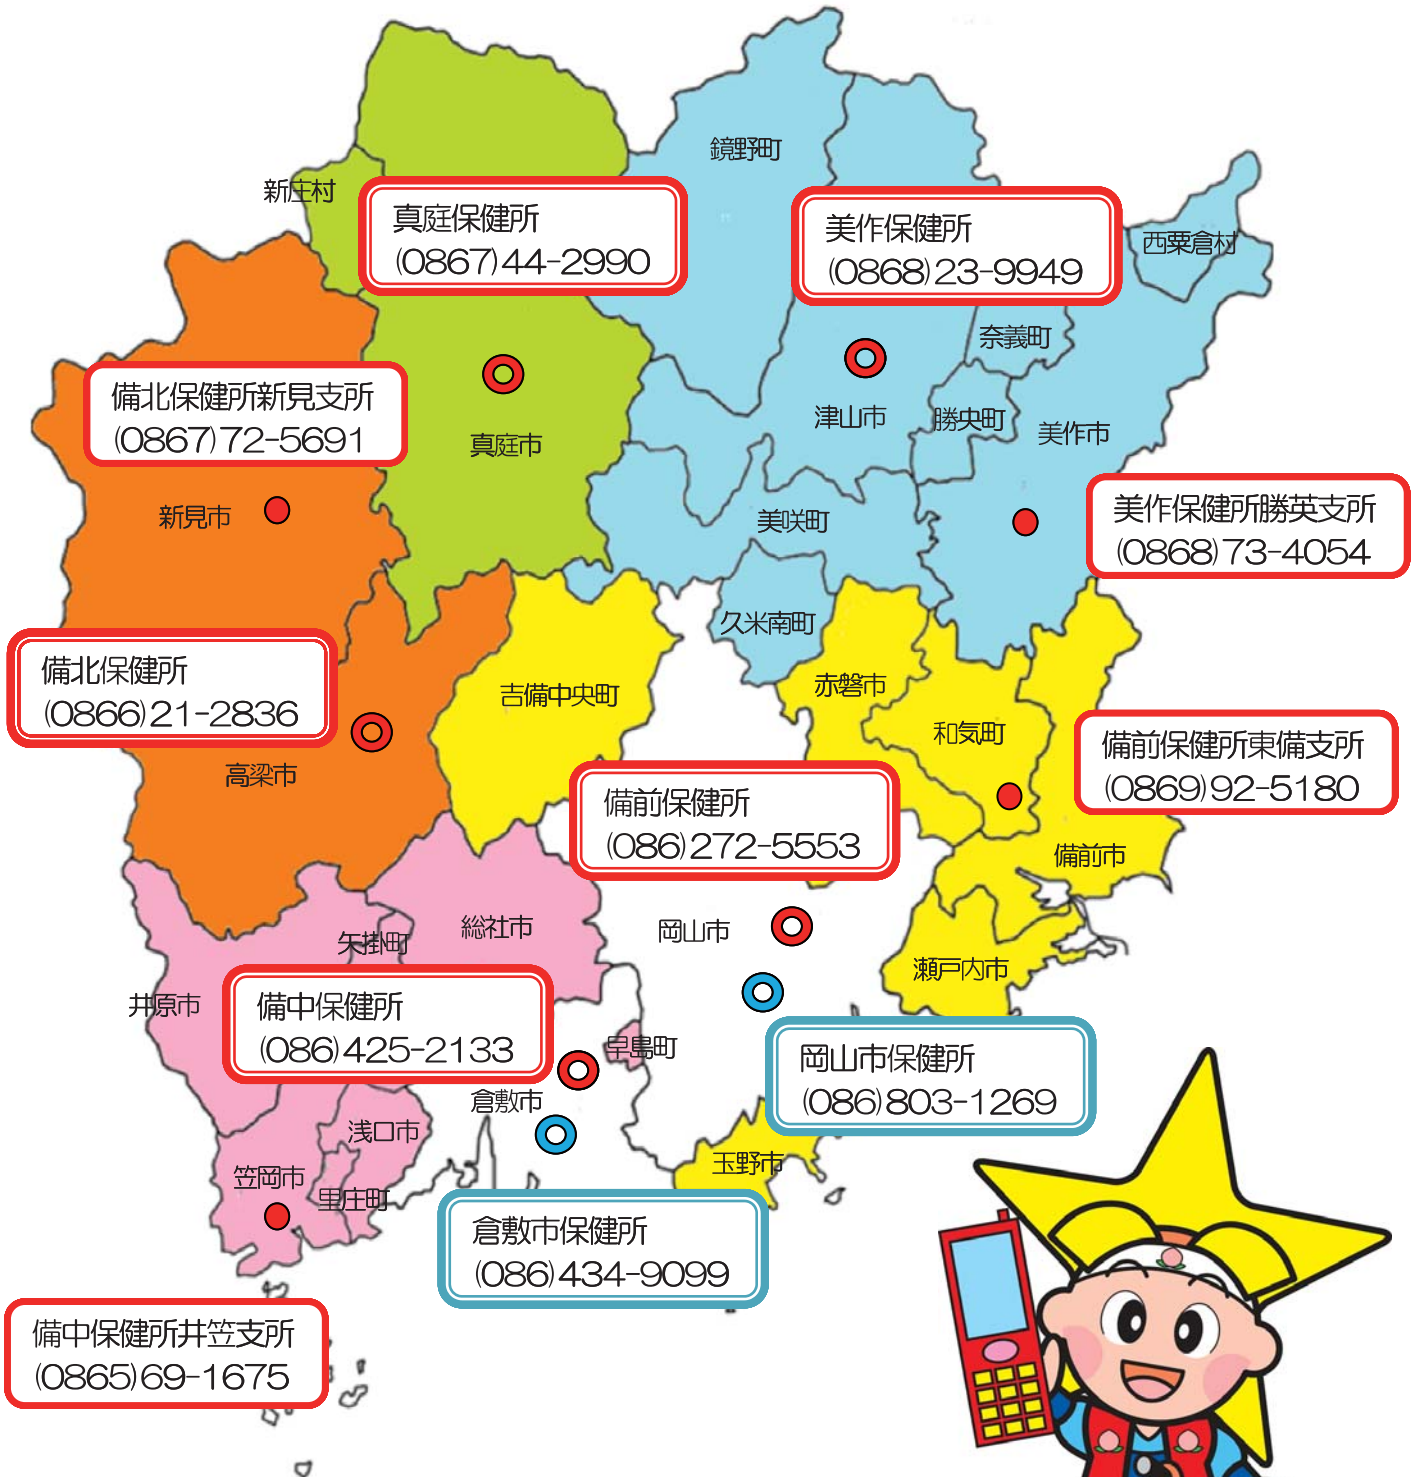 鏡野町
新庄村
真庭保健所
(0867)44-2990
美作保健所
(0868)23-9949
西粟倉村
奈義町
備北保健所新見支所
(0867)72-5691
真庭市
津山市
勝央町
美作市
新見市
美咲町
美作保健所勝英支所
(0868)73-4054
久米南町
備北保健所
(0866)21-2836
吉備中央町
赤磐市
和気町
備前保健所東備支所
(0869)92-5180
高梁市
備前保健所
(086)272-5553
備前市
総社市
岡山市
矢掛町
瀬戸内市
井原市
備中保健所
(086)425-2133
早島町
岡山市保健所
(086)803-1269
倉敷市
浅口市
玉野市
笠岡市
里庄町
倉敷市保健所
(086)434-9099
備中保健所井笠支所
(0865)69-1675